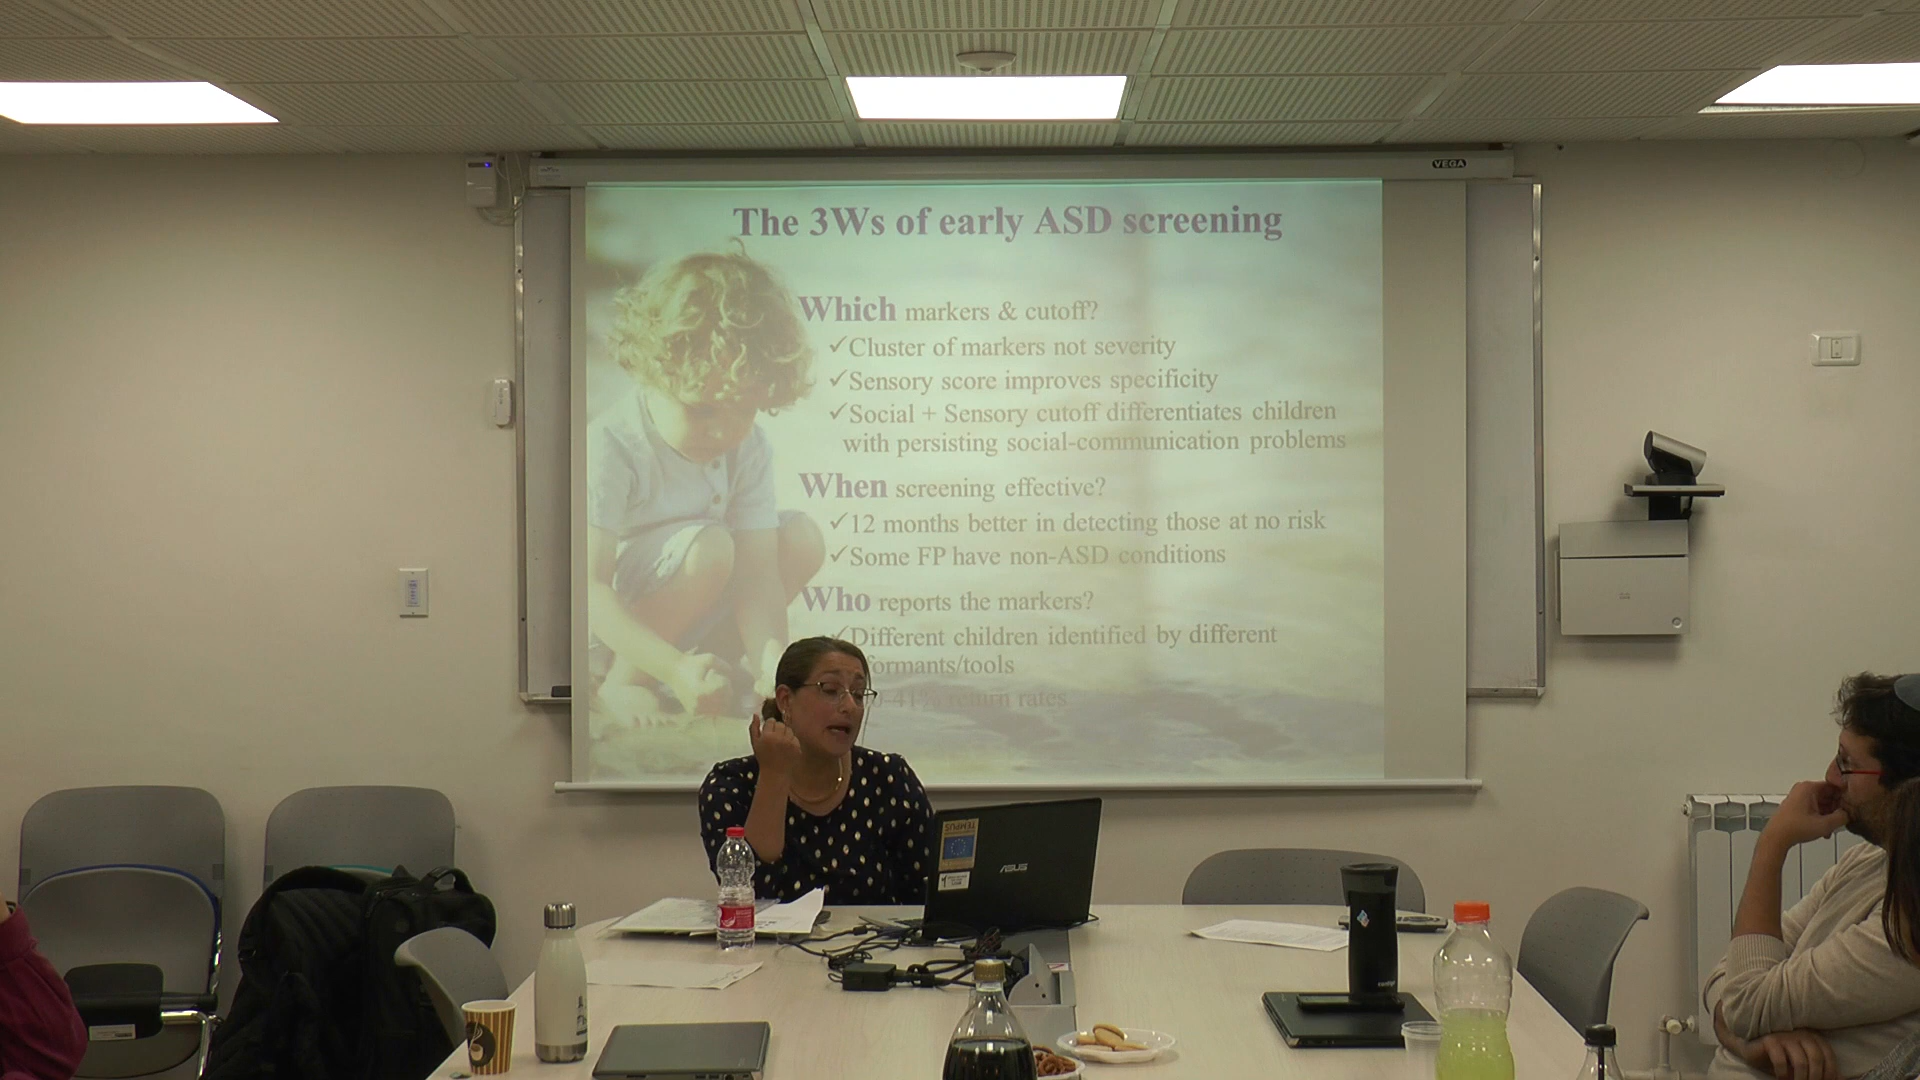 VEGA
The 3Ws of early ASD screening
Which markers & cutoff?
✓Cluster of markers not severity
✓Sensory score improves specificity
✓Social + Sensory cutoff differentiates children
with persisting social-communication problems
When screening effective?
✓12 months better in detecting those at no risk
✓Some FP have non-ASD conditions
Who reports the markers?
✓Different children identified by different
formants/tools
-41% return rates
TEMPUS
ASUS
contigo